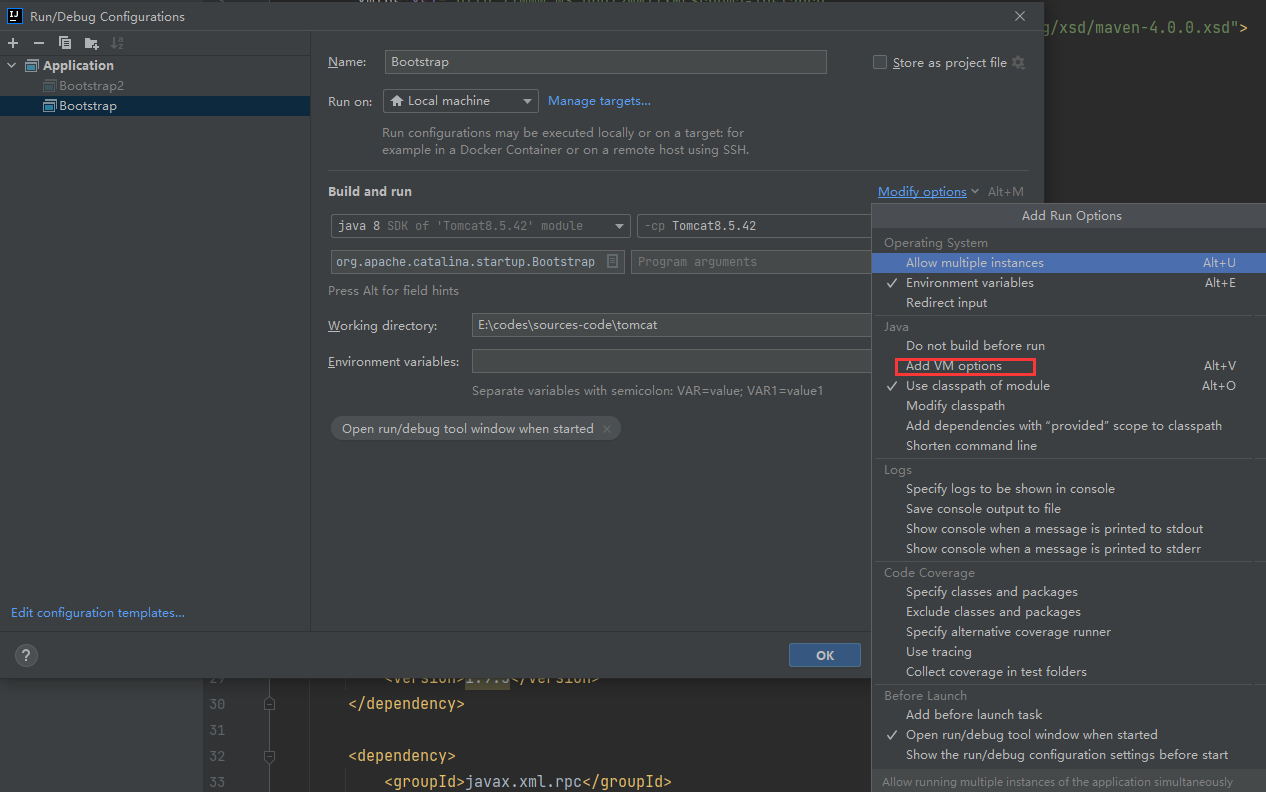 Run/Debug Configurations
g/xsd/maven-4.0.0.xsd">
Application
Bootstrap2
Bootstrap
Name:
Bootstrap
Store as project file
Run on:
Local machine
Manage targets...
Run configurations may be executed locally or on a target: for
example in a Docker Container or on a remote host using SSH.
Build and run
Modify options
Alt+M
java 8 SDK of 'Tomcat8.5.42' module
-cp Tomcat8.5.42
org.apache.catalina.startup.Bootstrap
Program arguments
Press Alt for field hints
Working directory:
E:\codes\sources-code\tomcat
Environment variables:
Separate variables with semicolon: VAR=value; VAR1=value1
Open run/debug tool window when started
Edit configuration templates...
?
OK
Add Run Options
Operating System
Allow multiple instances Alt+U
Environment variables Alt+E
Redirect input
Java
Do not build before run
Add VM options Alt+V
Use classpath of module Alt+O
Modify classpath
Add dependencies with “provided” scope to classpath
Shorten command line
Logs
Specify logs to be shown in console
Save console output to file
Show console when a message is printed to stdout
Show console when a message is printed to stderr
Code Coverage
Specify classes and packages
Exclude classes and packages
Specify alternative coverage runner
Use tracing
Collect coverage in test folders
Before Launch
Add before launch task
Open run/debug tool window when started
Show the run/debug configuration settings before start
Allow running multiple instances of the application simultaneously
30 </dependency>
31
32 <dependency>
33 <groupId>javax.xml.rpc</groupId>